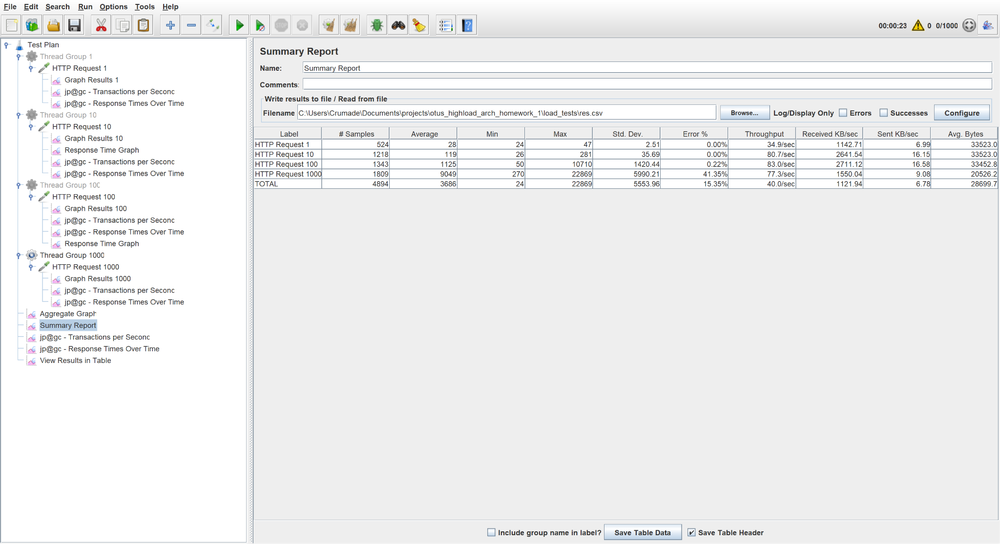 File Edit Search Run Options Tools Help
STOP
00:00:23 0 0/1000
Test Plan
Thread Group 1
HTTP Request 1
Graph Results 1
jp@gc - Transactions per Seconc
jp@gc - Response Times Over Time
Thread Group 10
HTTP Request 10
Graph Results 10
Response Time Graph
jp@gc - Transactions per Seconc
jp@gc - Response Times Over Time
Thread Group 10C
HTTP Request 100
Graph Results 100
jp@gc - Transactions per Seconc
jp@gc - Response Times Over Time
Response Time Graph
Thread Group 1000
HTTP Request 1000
Graph Results 1000
jp@gc - Transactions per Seconc
jp@gc - Response Times Over Time
Aggregate Graph
Summary Report
jp@gc - Transactions per Seconc
jp@gc - Response Times Over Time
View Results in Table
Summary Report
Name: Summary Report
Comments:
Write results to file / Read from file
Filename C:\Users\Crumade\Documents\projects\otus_highload_arch_homework_1\load_tests\res.csv Browse... Log/Display Only Errors Successes Configure
Label # Samples Average Min Max Std. Dev. Error % Throughput Received KB/sec Sent KB/sec Avg. Bytes
HTTP Request 1 524 28 24 47 2.51 0.00% 34.9/sec 1142.71 6.99 33523.0
HTTP Request 10 1218 119 26 281 35.69 0.00% 80.7/sec 2641.54 16.15 33523.0
HTTP Request 100 1343 1125 50 10710 1420.44 0.22% 83.0/sec 2711.12 16.58 33452.8
HTTP Request 1000 1809 9049 270 22869 5990.21 41.35% 77.3/sec 1550.04 9.08 20526.2
TOTAL 4894 3686 24 22869 5553.96 15.35% 40.0/sec 1121.94 6.78 28699.7
Include group name in label? Save Table Data Save Table Header